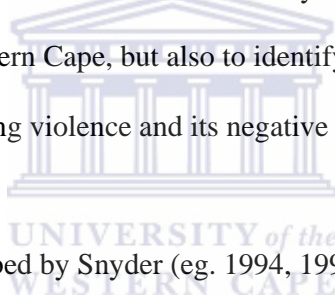 ern Cape, but also to identify
ng violence and its negative
UNIVERSITY of the
ped by Snyder (eg. 1994, 199
WESTERN CAPE